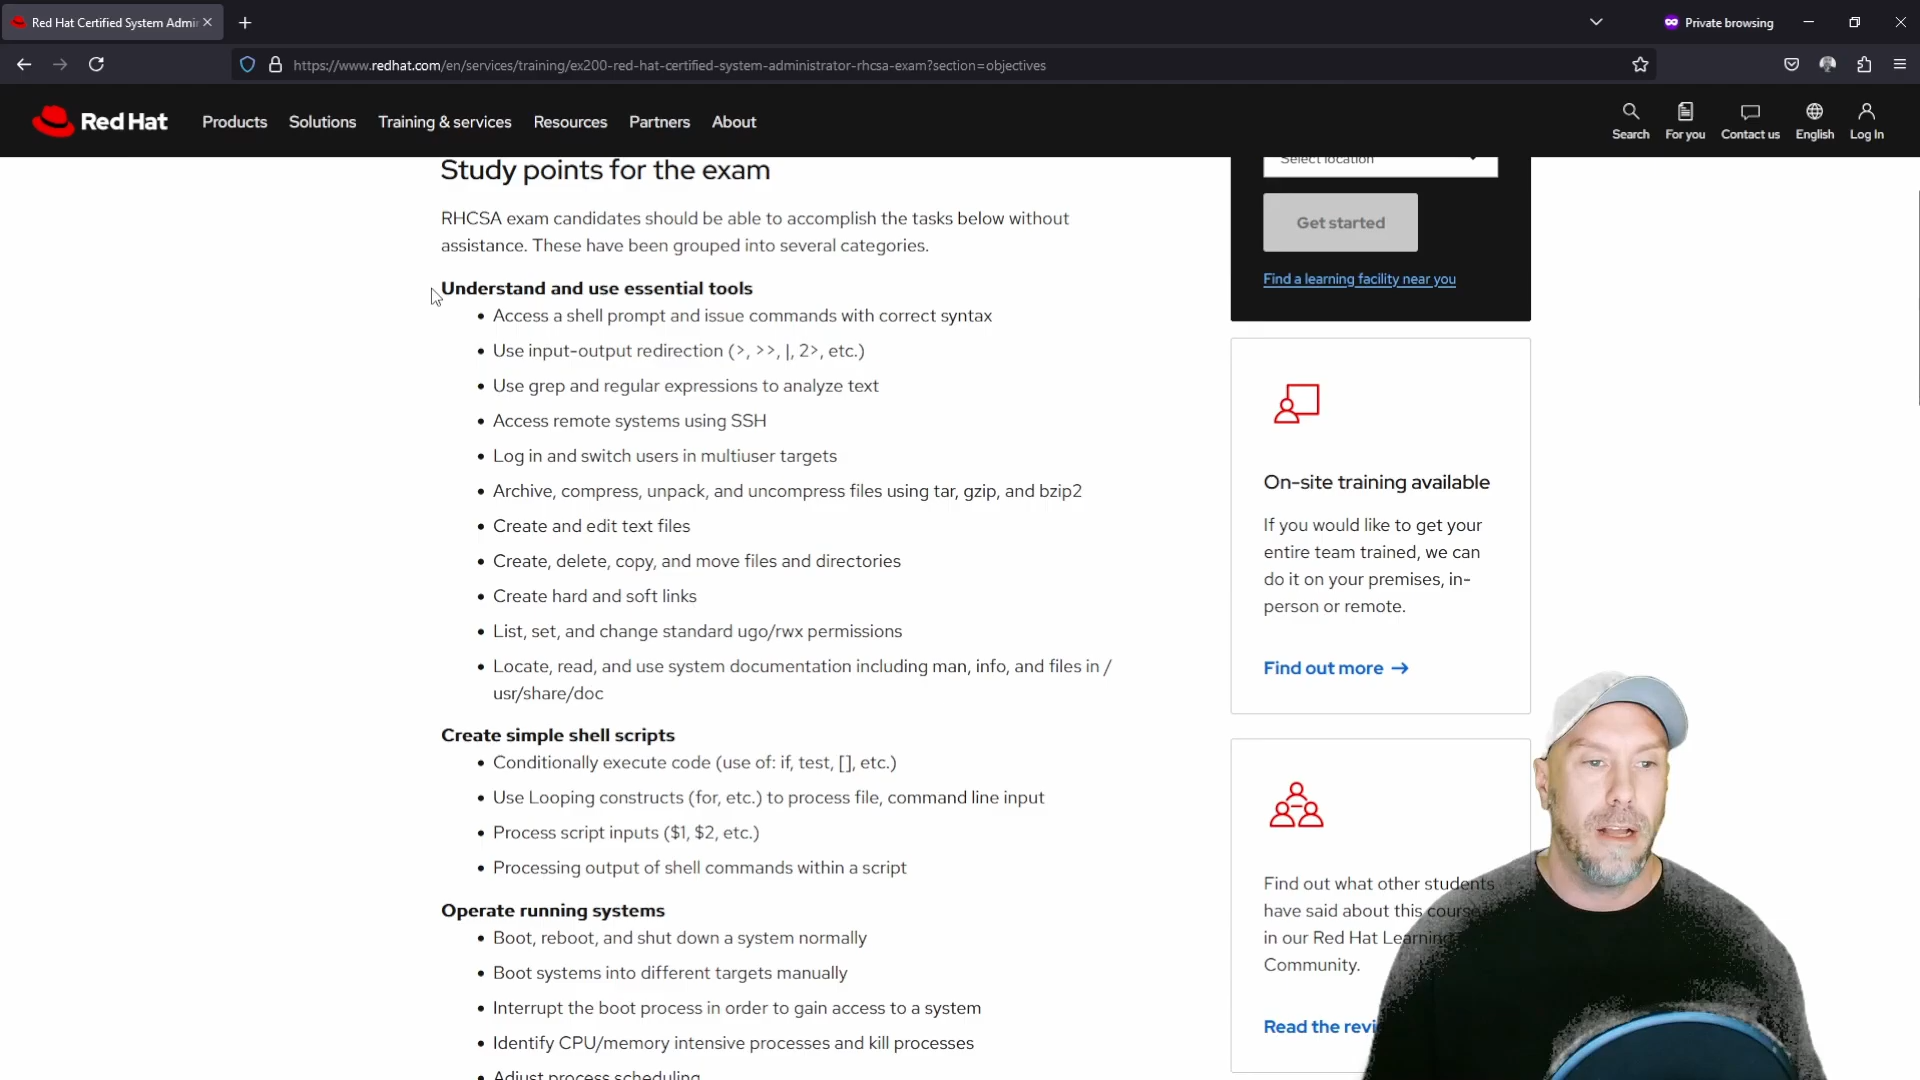 Red Hat Certified System Admi
Private browsing
https://www.redhat.com/en/services/training/ex200-red-hat-certified-system-administrator-rhcsa-exam?section=objectives
Red Hat
Products
Solutions
Training & services
Resources
Partners
About
Search
For you
Contact us
English
Log In
Study points for the exam
RHCSA exam candidates should be able to accomplish the tasks below without
assistance. These have been grouped into several categories.
Understand and use essential tools
• Access a shell prompt and issue commands with correct syntax
• Use input-output redirection (>, >>, |, 2>, etc.)
• Use grep and regular expressions to analyze text
• Access remote systems using SSH
• Log in and switch users in multiuser targets
• Archive, compress, unpack, and uncompress files using tar, gzip, and bzip2
• Create and edit text files
• Create, delete, copy, and move files and directories
• Create hard and soft links
• List, set, and change standard ugo/rwx permissions
• Locate, read, and use system documentation including man, info, and files in /
usr/share/doc
Create simple shell scripts
• Conditionally execute code (use of: if, test, [], etc.)
• Use Looping constructs (for, etc.) to process file, command line input
• Process script inputs ($1, $2, etc.)
• Processing output of shell commands within a script
Operate running systems
• Boot, reboot, and shut down a system normally
• Boot systems into different targets manually
• Interrupt the boot process in order to gain access to a system
• Identify CPU/memory intensive processes and kill processes
• Adjust process scheduling
Select location
Get started
Find a learning facility near you
On-site training available
If you would like to get your
entire team trained, we can
do it on your premises, in-
person or remote.
Find out more →
Find out what other students
have said about this course
in our Red Hat Learning
Community.
Read the revi